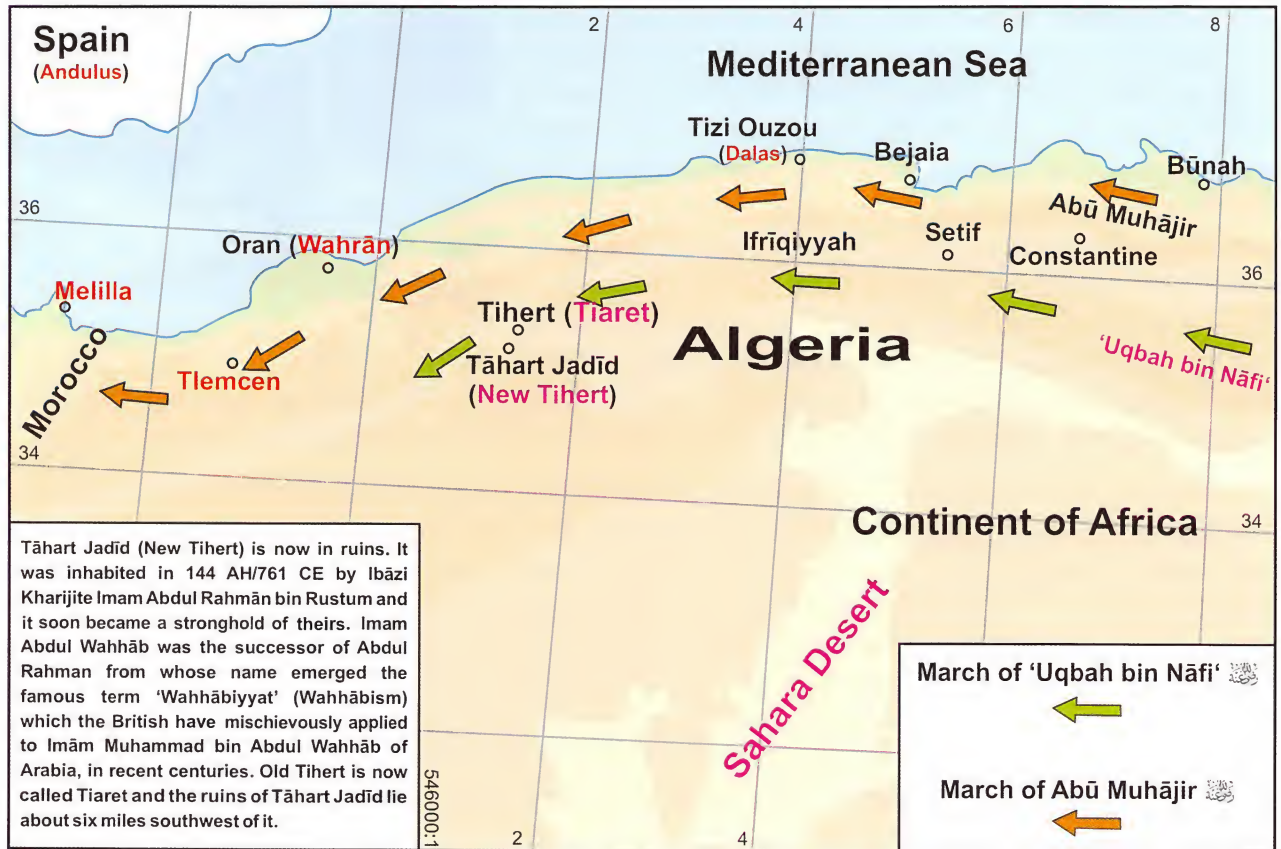 2
4
6
8
Spain
(Andulus)
Mediterranean Sea
Tizi Ouzou
(Dalas)
Bejaia
Būnah
36
Abū Muhājir
Oran (Wahrān)
Ifrīqiyyah
Setif
Constantine
36
Melilla
Tihert (Tiaret)
Algeria
‘Uqbah bin Nāfi‘
Tāhart Jadīd
(New Tihert)
Tlemcen
Morocco
34
Continent of Africa
34
Sahara Desert
Tāhart Jadīd (New Tihert) is now in ruins. It
was inhabited in 144 AH/761 CE by Ibāzi
Kharijite Imam Abdul Rahmān bin Rustum and
it soon became a stronghold of theirs. Imam
Abdul Wahhāb was the successor of Abdul
Rahman from whose name emerged the
famous term ‘Wahhābiyyat’ (Wahhābism)
which the British have mischievously applied
to Imām Muhammad bin Abdul Wahhāb of
Arabia, in recent centuries. Old Tihert is now
called Tiaret and the ruins of Tāhart Jadīd lie
about six miles southwest of it.
546000:1
2
4
March of ‘Uqbah bin Nāfi‘
March of Abū Muhājir